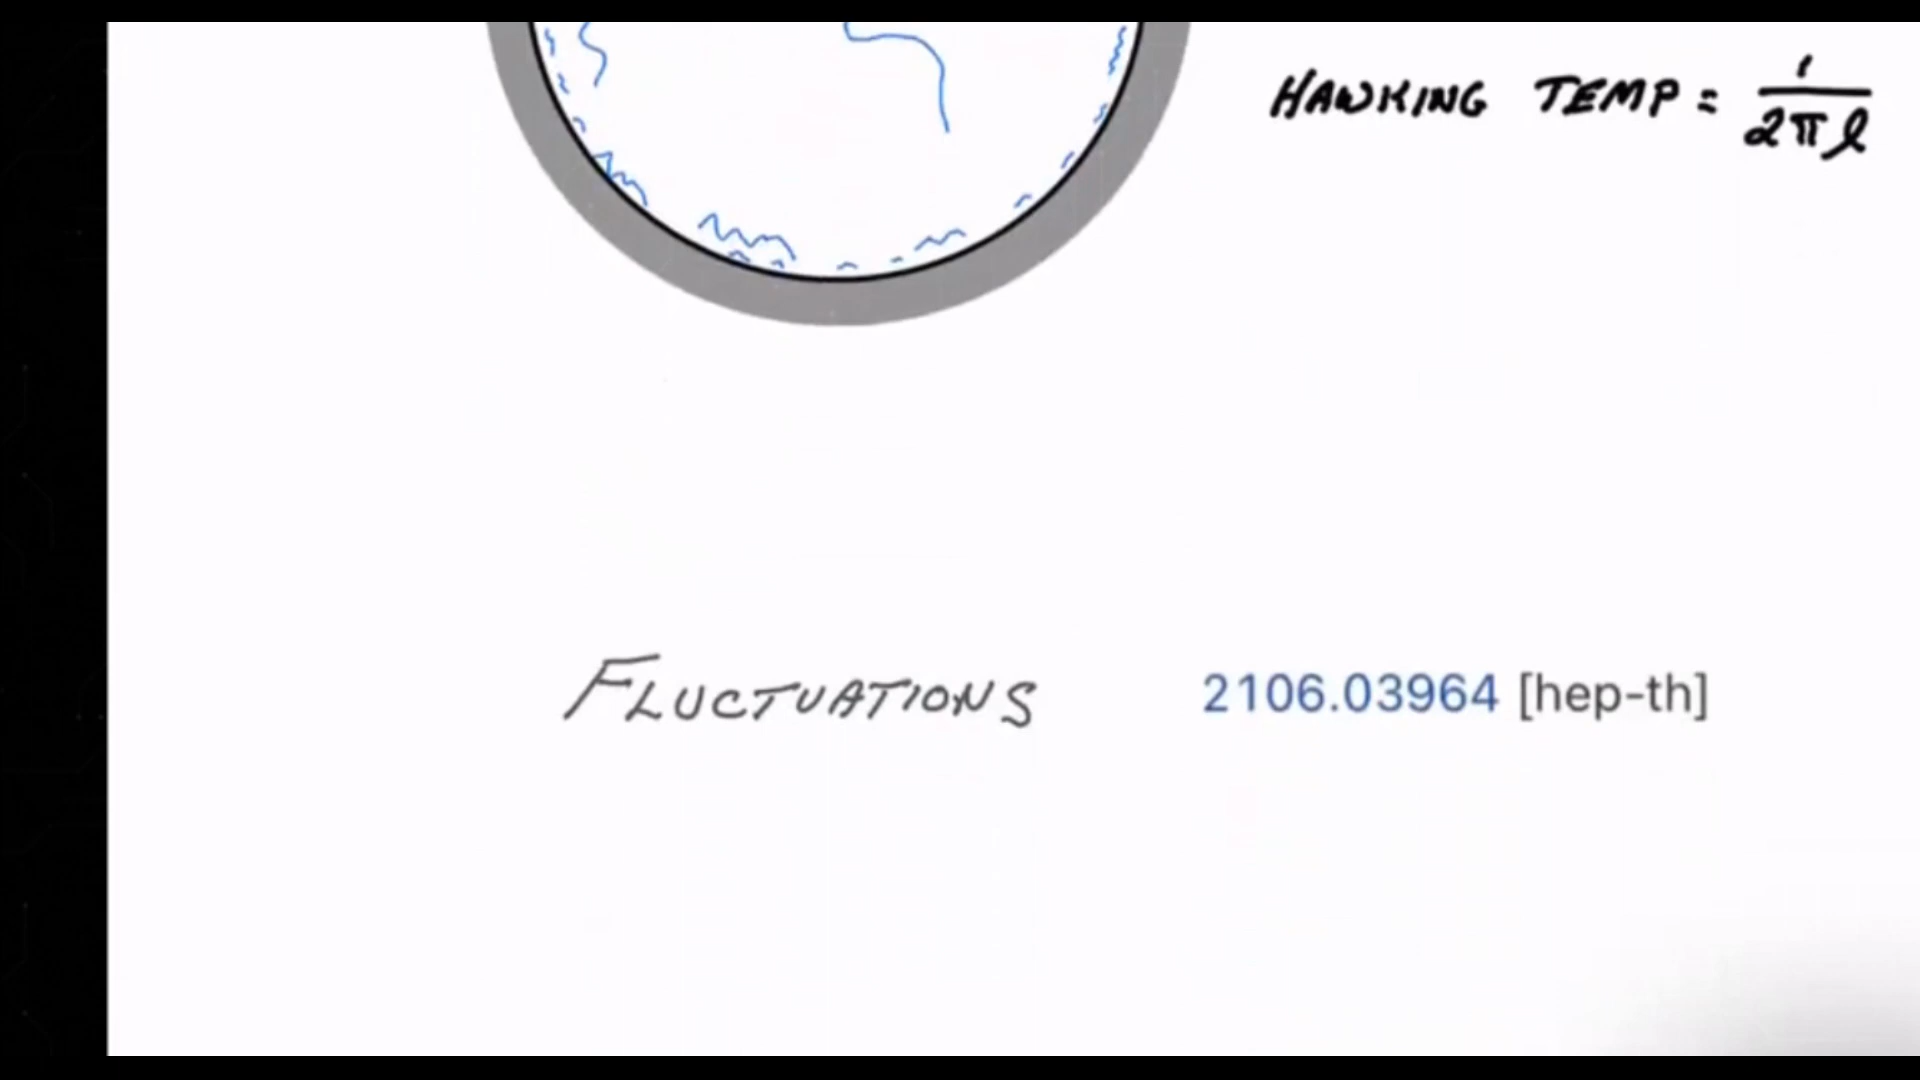 HAWKING TEMP = 1/2πl
FLUCTUATIONS 2106.03964 [hep-th]